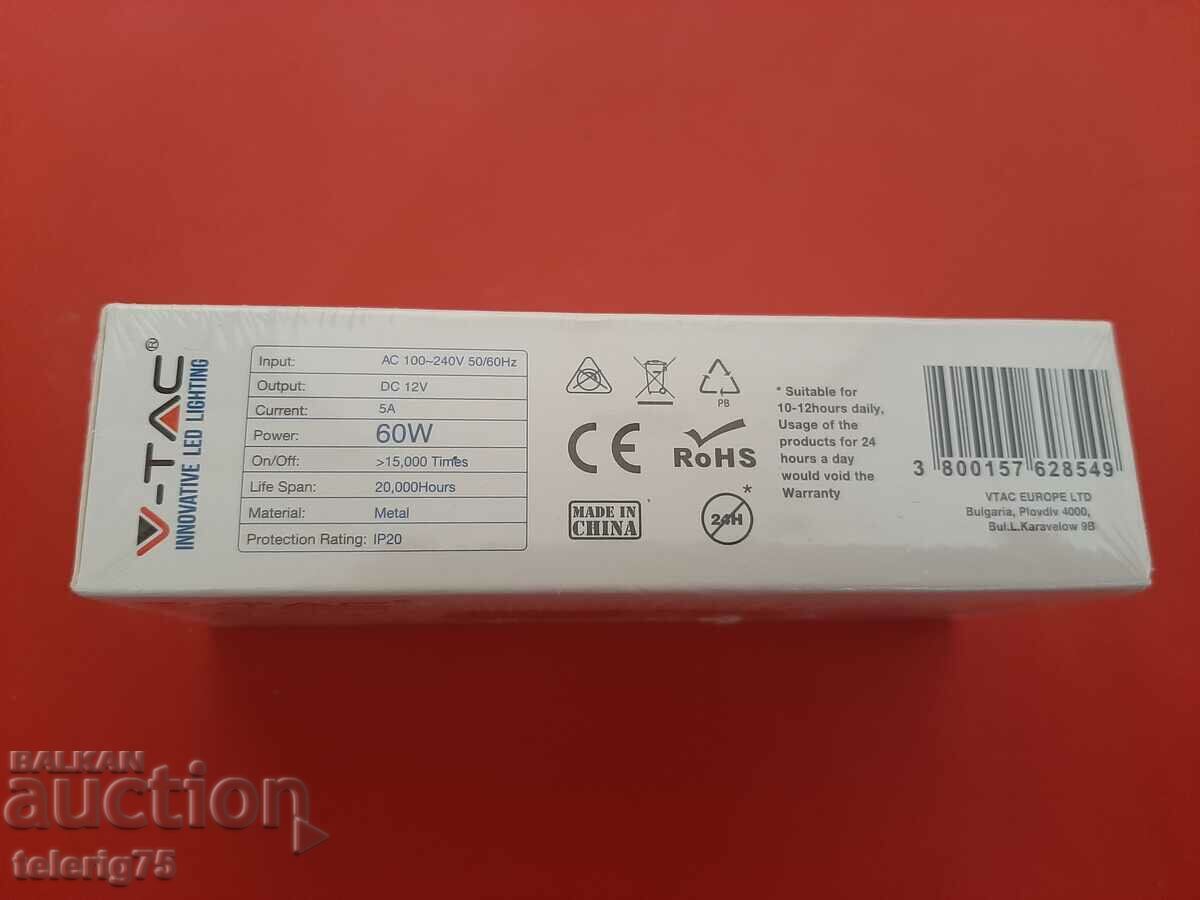 V-TAC®
INNOVATIVE LED LIGHTING
Input: AC 100~240V 50/60Hz
Output: DC 12V
Current: 5A
Power: 60W
On/Off: >15,000 Times
Life Span: 20,000Hours
Material: Metal
Protection Rating: IP20
PB
CE
RoHS
MADE IN
CHINA
24H
*
* Suitable for
10-12hours daily,
Usage of the
products for 24
hours a day
would void the
Warranty
3 800157 628549
VTAC EUROPE LTD
Bulgaria, Plovdiv 4000,
Bul.L.Karavelow 9B
BALKAN
auction
telerig75